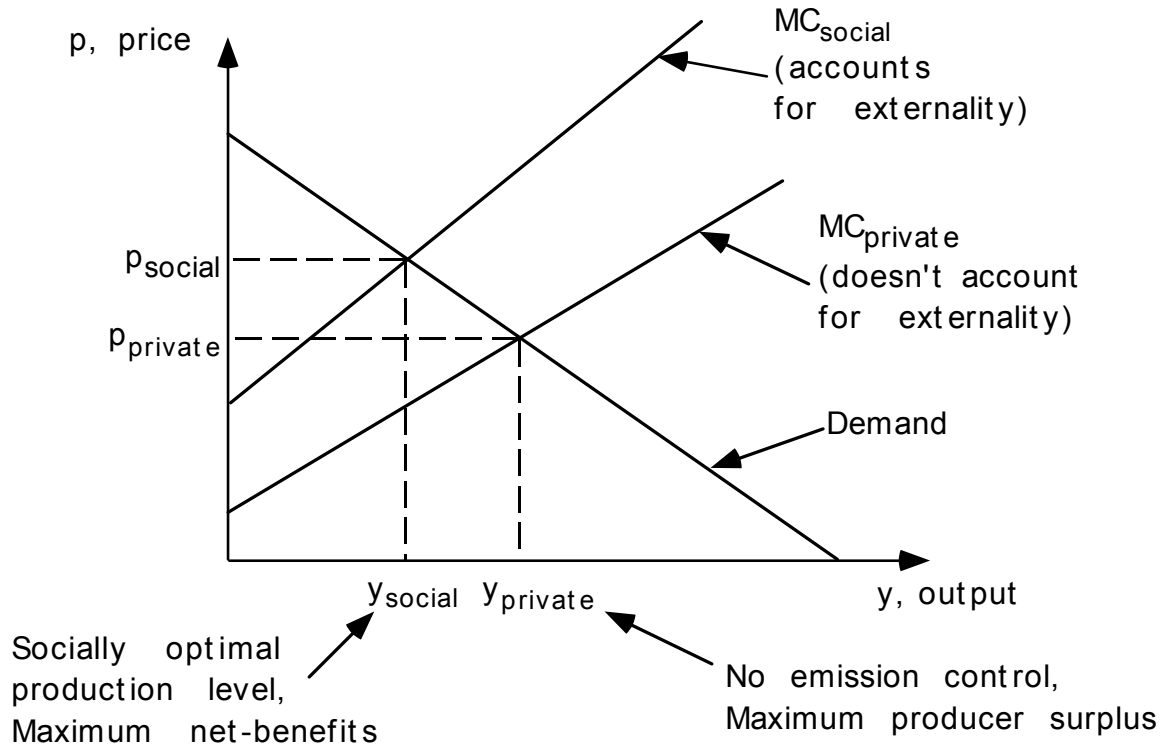 p, price
MCsocial
(accounts
for externality)
MCprivate
(doesn't account
for externality)
psocial
pprivate
Demand
ysocial yprivate
y, output
Socially optimal
production level,
Maximum net-benefits
No emission control,
Maximum producer surplus